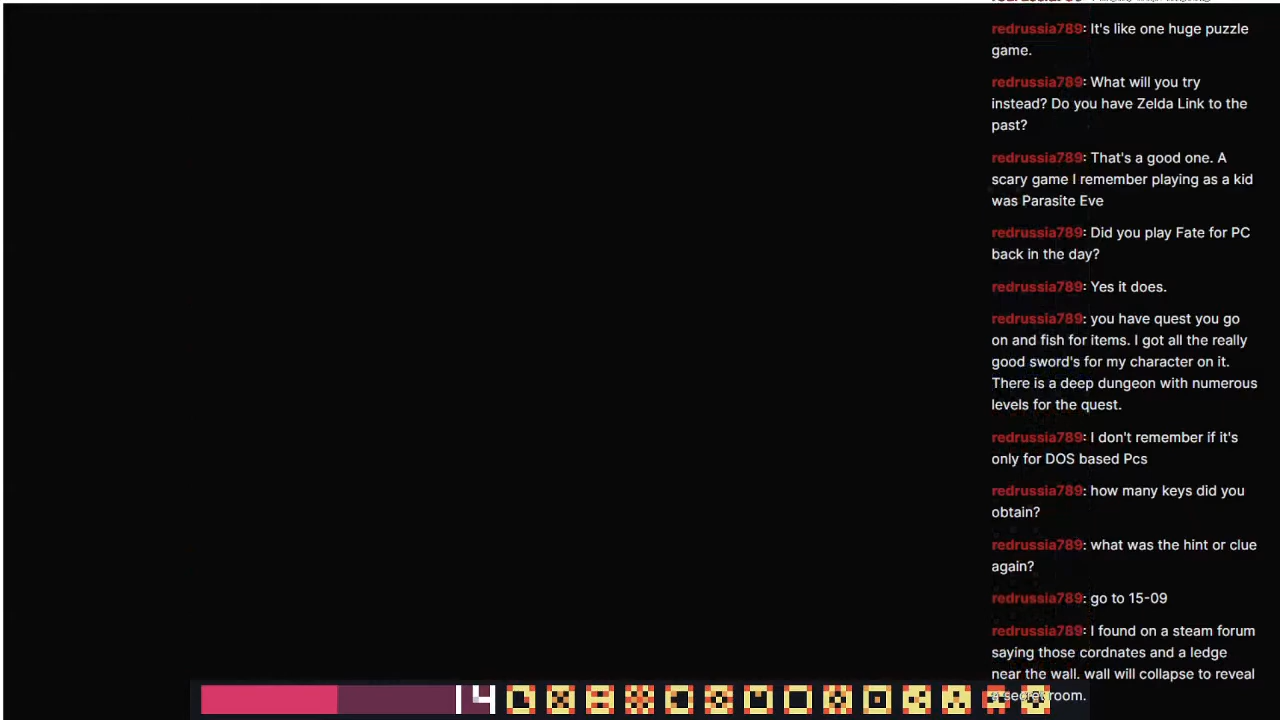 redrussia789: It's like one huge puzzle
game.
redrussia789: What will you try
instead? Do you have Zelda Link to the
past?
redrussia789: That's a good one. A
scary game I remember playing as a kid
was Parasite Eve
redrussia789: Did you play Fate for PC
back in the day?
redrussia789: Yes it does.
redrussia789: you have quest you go
on and fish for items. I got all the really
good sword's for my character on it.
There is a deep dungeon with numerous
levels for the quest.
redrussia789: I don't remember if it's
only for DOS based Pcs
redrussia789: how many keys did you
obtain?
redrussia789: what was the hint or clue
again?
redrussia789: go to 15-09
redrussia789: I found on a steam forum
saying those cordnates and a ledge
near the wall. wall will collapse to reveal
a secret room.
14